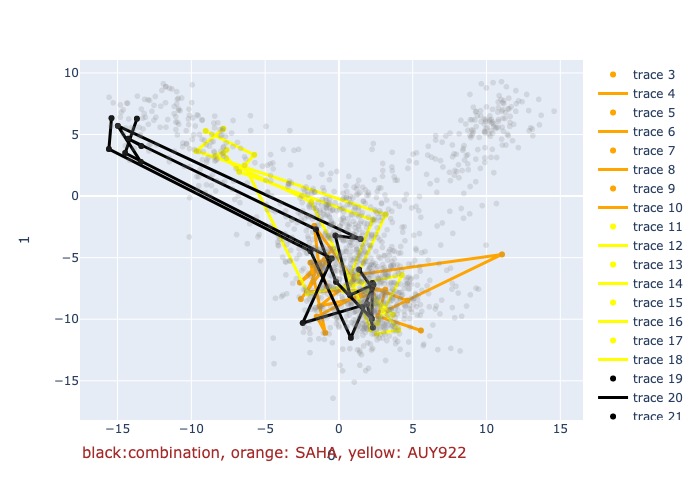 10
5
0
−5
−10
−15
1
−15
−10
−5
0
5
10
15
0
black:combination, orange: SAHA, yellow: AUY922
trace 3
trace 4
trace 5
trace 6
trace 7
trace 8
trace 9
trace 10
trace 11
trace 12
trace 13
trace 14
trace 15
trace 16
trace 17
trace 18
trace 19
trace 20
trace 21